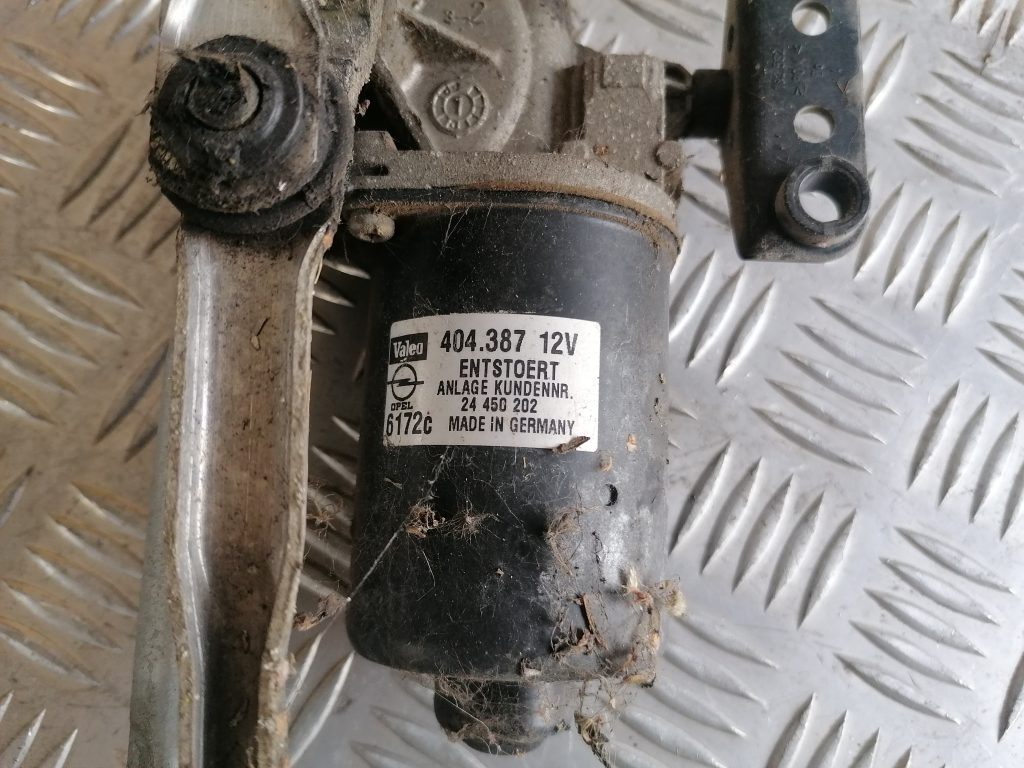 Valeo 404.387 12V
ENTSTOERT
ANLAGE KUNDENNR.
OPEL 24 450 202
6172c MADE IN GERMANY